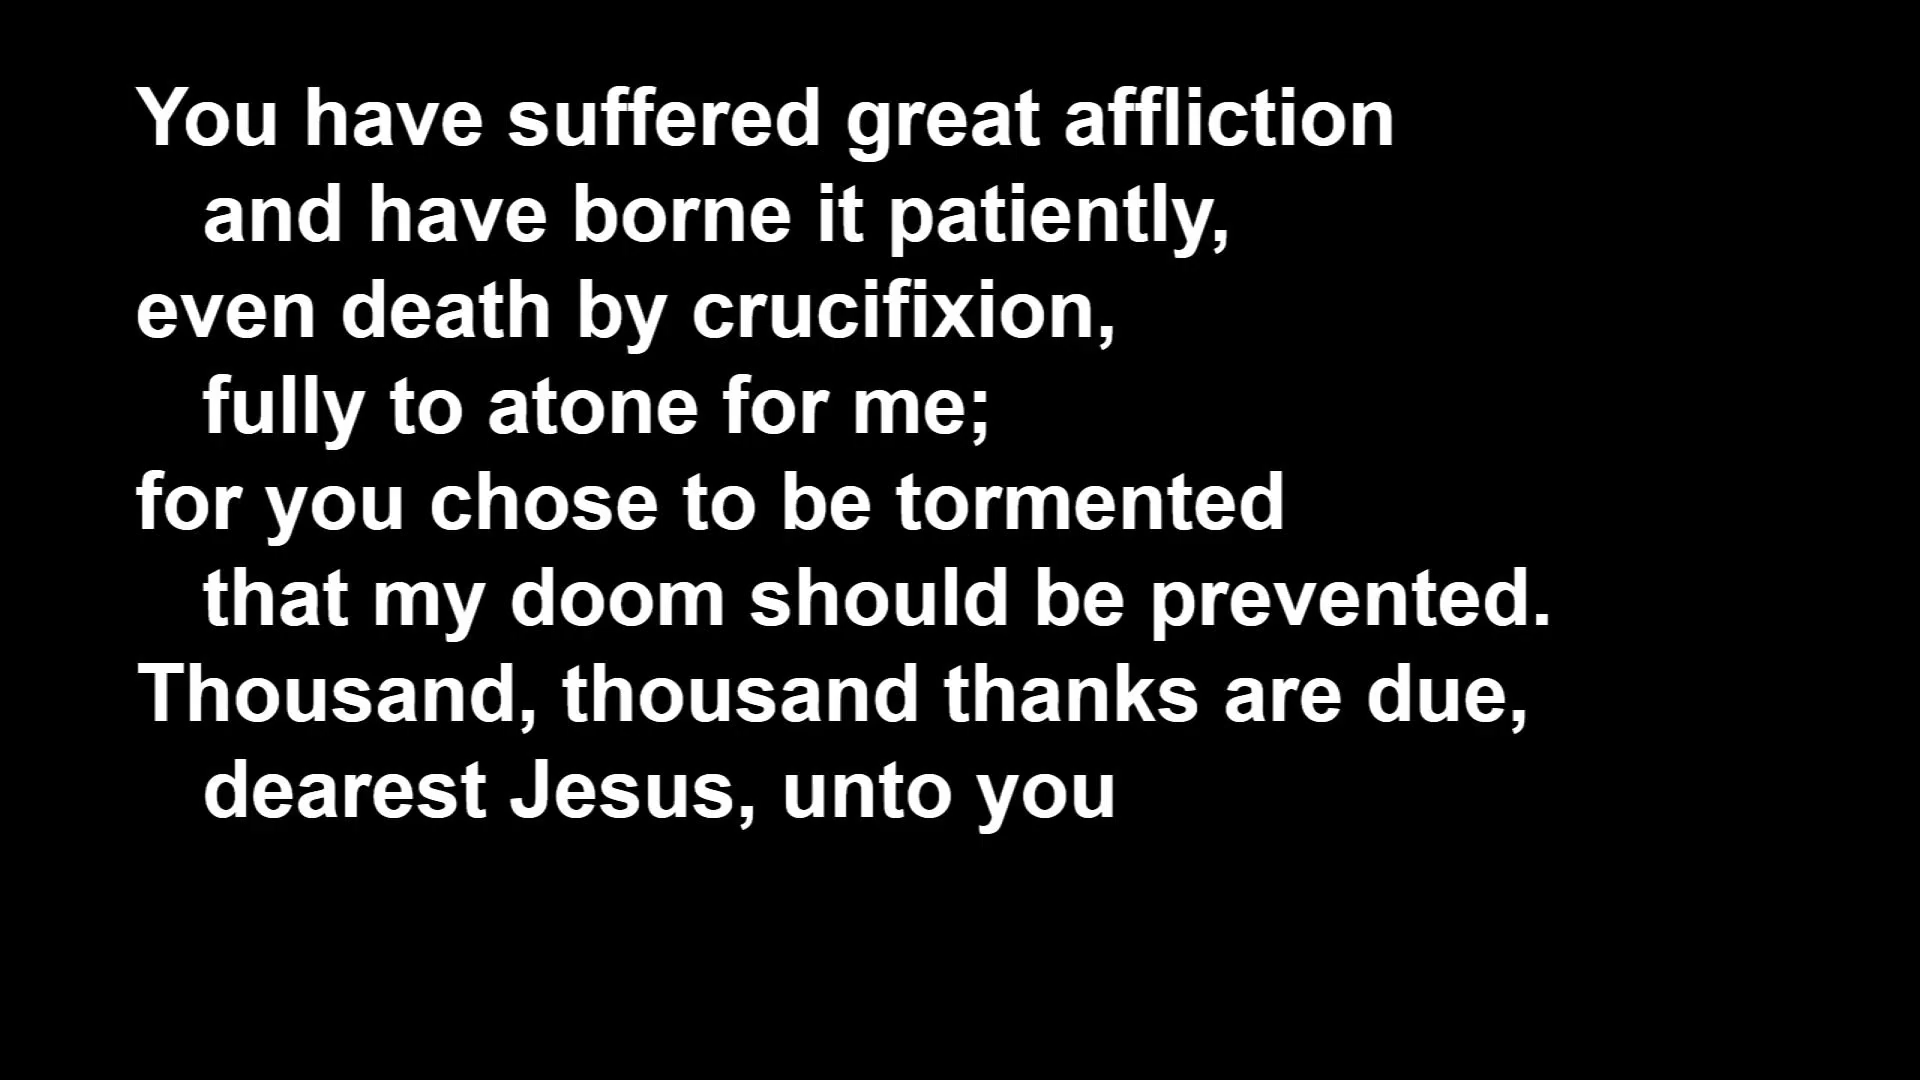 You have suffered great affliction
and have borne it patiently,
even death by crucifixion,
fully to atone for me;
for you chose to be tormented
that my doom should be prevented.
Thousand, thousand thanks are due,
dearest Jesus, unto you